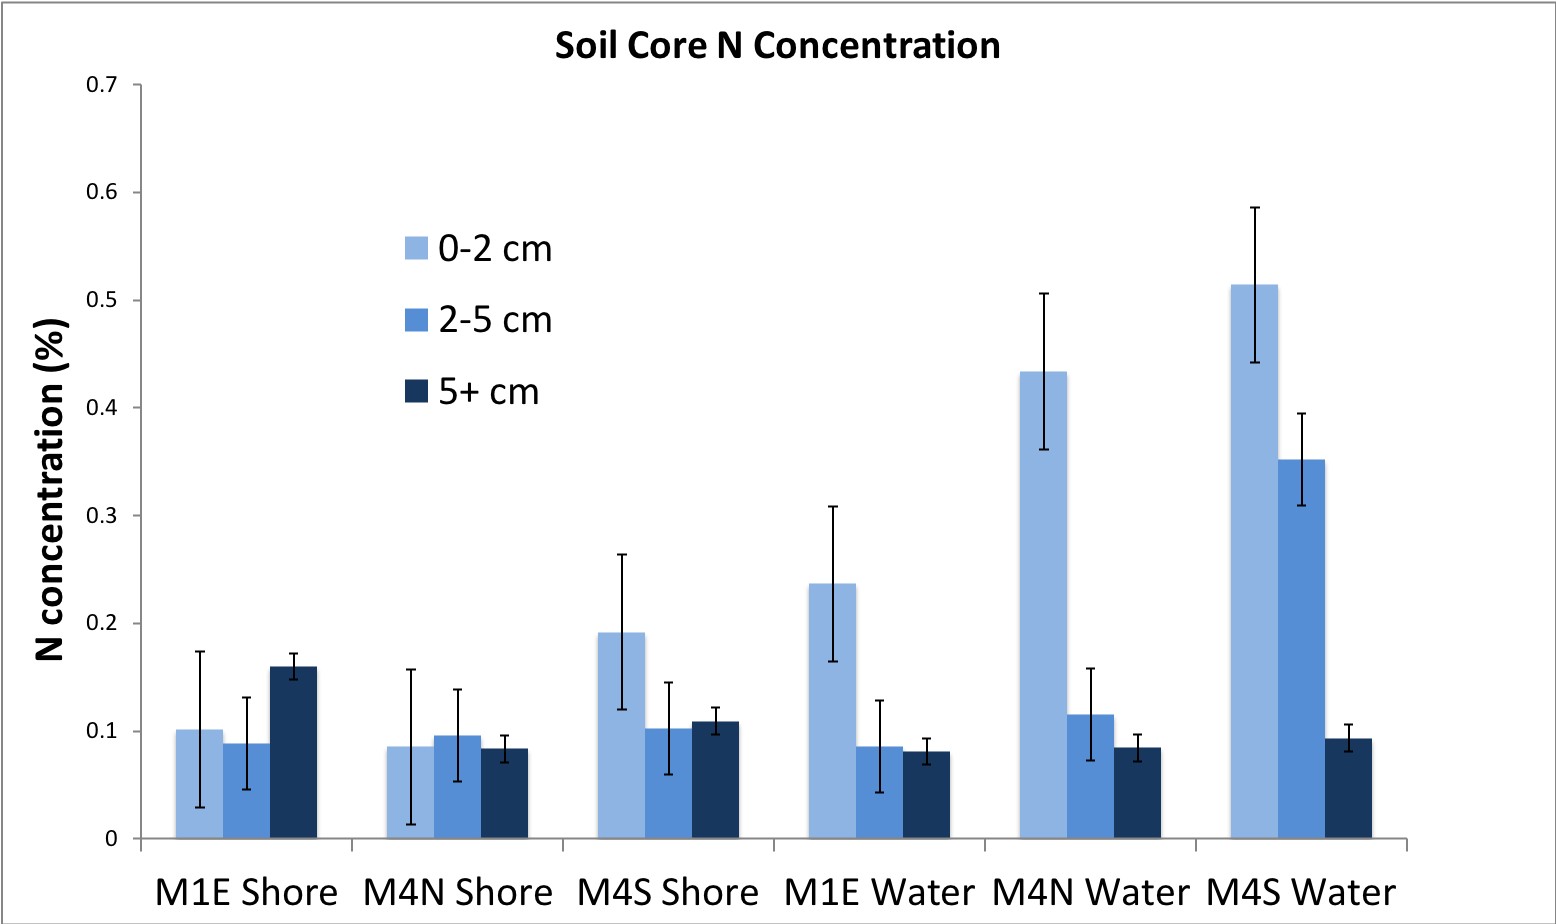 Soil Core N Concentration
0.7
0.6
0.5
0.4
0.3
0.2
0.1
0
N concentration (%)
0-2 cm
2-5 cm
5+ cm
M1E Shore
M4N Shore
M4S Shore
M1E Water
M4N Water
M4S Water